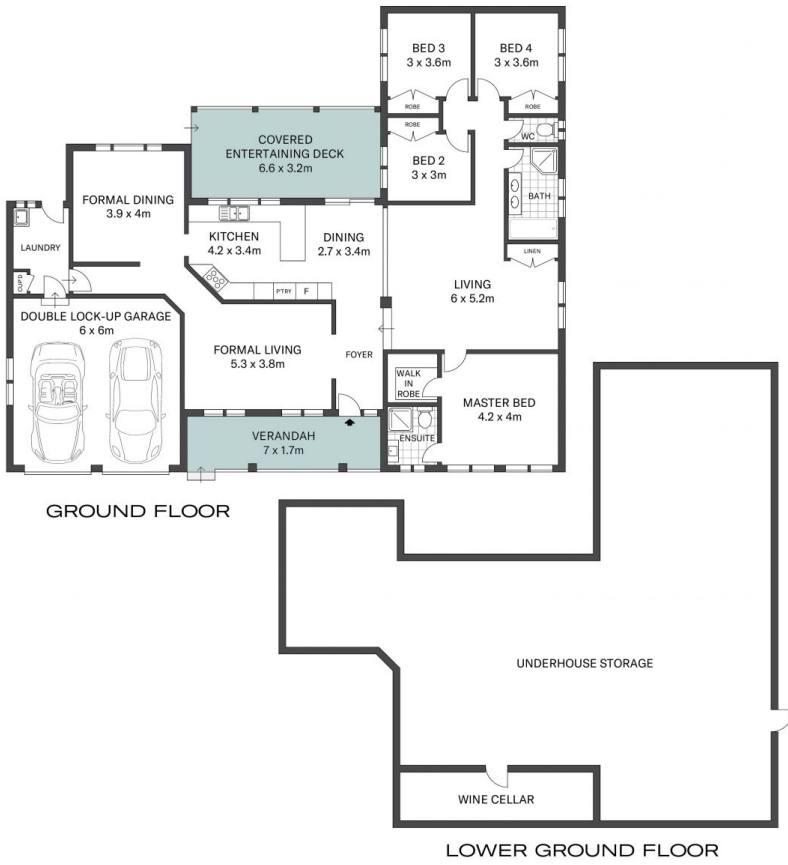 BED 3
3 x 3.6m
BED 4
3 x 3.6m
ROBE
ROBE
ROBE
WC
COVERED
ENTERTAINING DECK
6.6 x 3.2m
BED 2
3 x 3m
BATH
FORMAL DINING
3.9 x 4m
LAUNDRY
KITCHEN
4.2 x 3.4m
DINING
2.7 x 3.4m
LINEN
CUP'D
P'TRY
F
LIVING
6 x 5.2m
DOUBLE LOCK-UP GARAGE
6 x 6m
FORMAL LIVING
5.3 x 3.8m
FOYER
WALK
IN
ROBE
MASTER BED
4.2 x 4m
VERANDAH
7 x 1.7m
ENSUITE
GROUND FLOOR
UNDERHOUSE STORAGE
WINE CELLAR
LOWER GROUND FLOOR